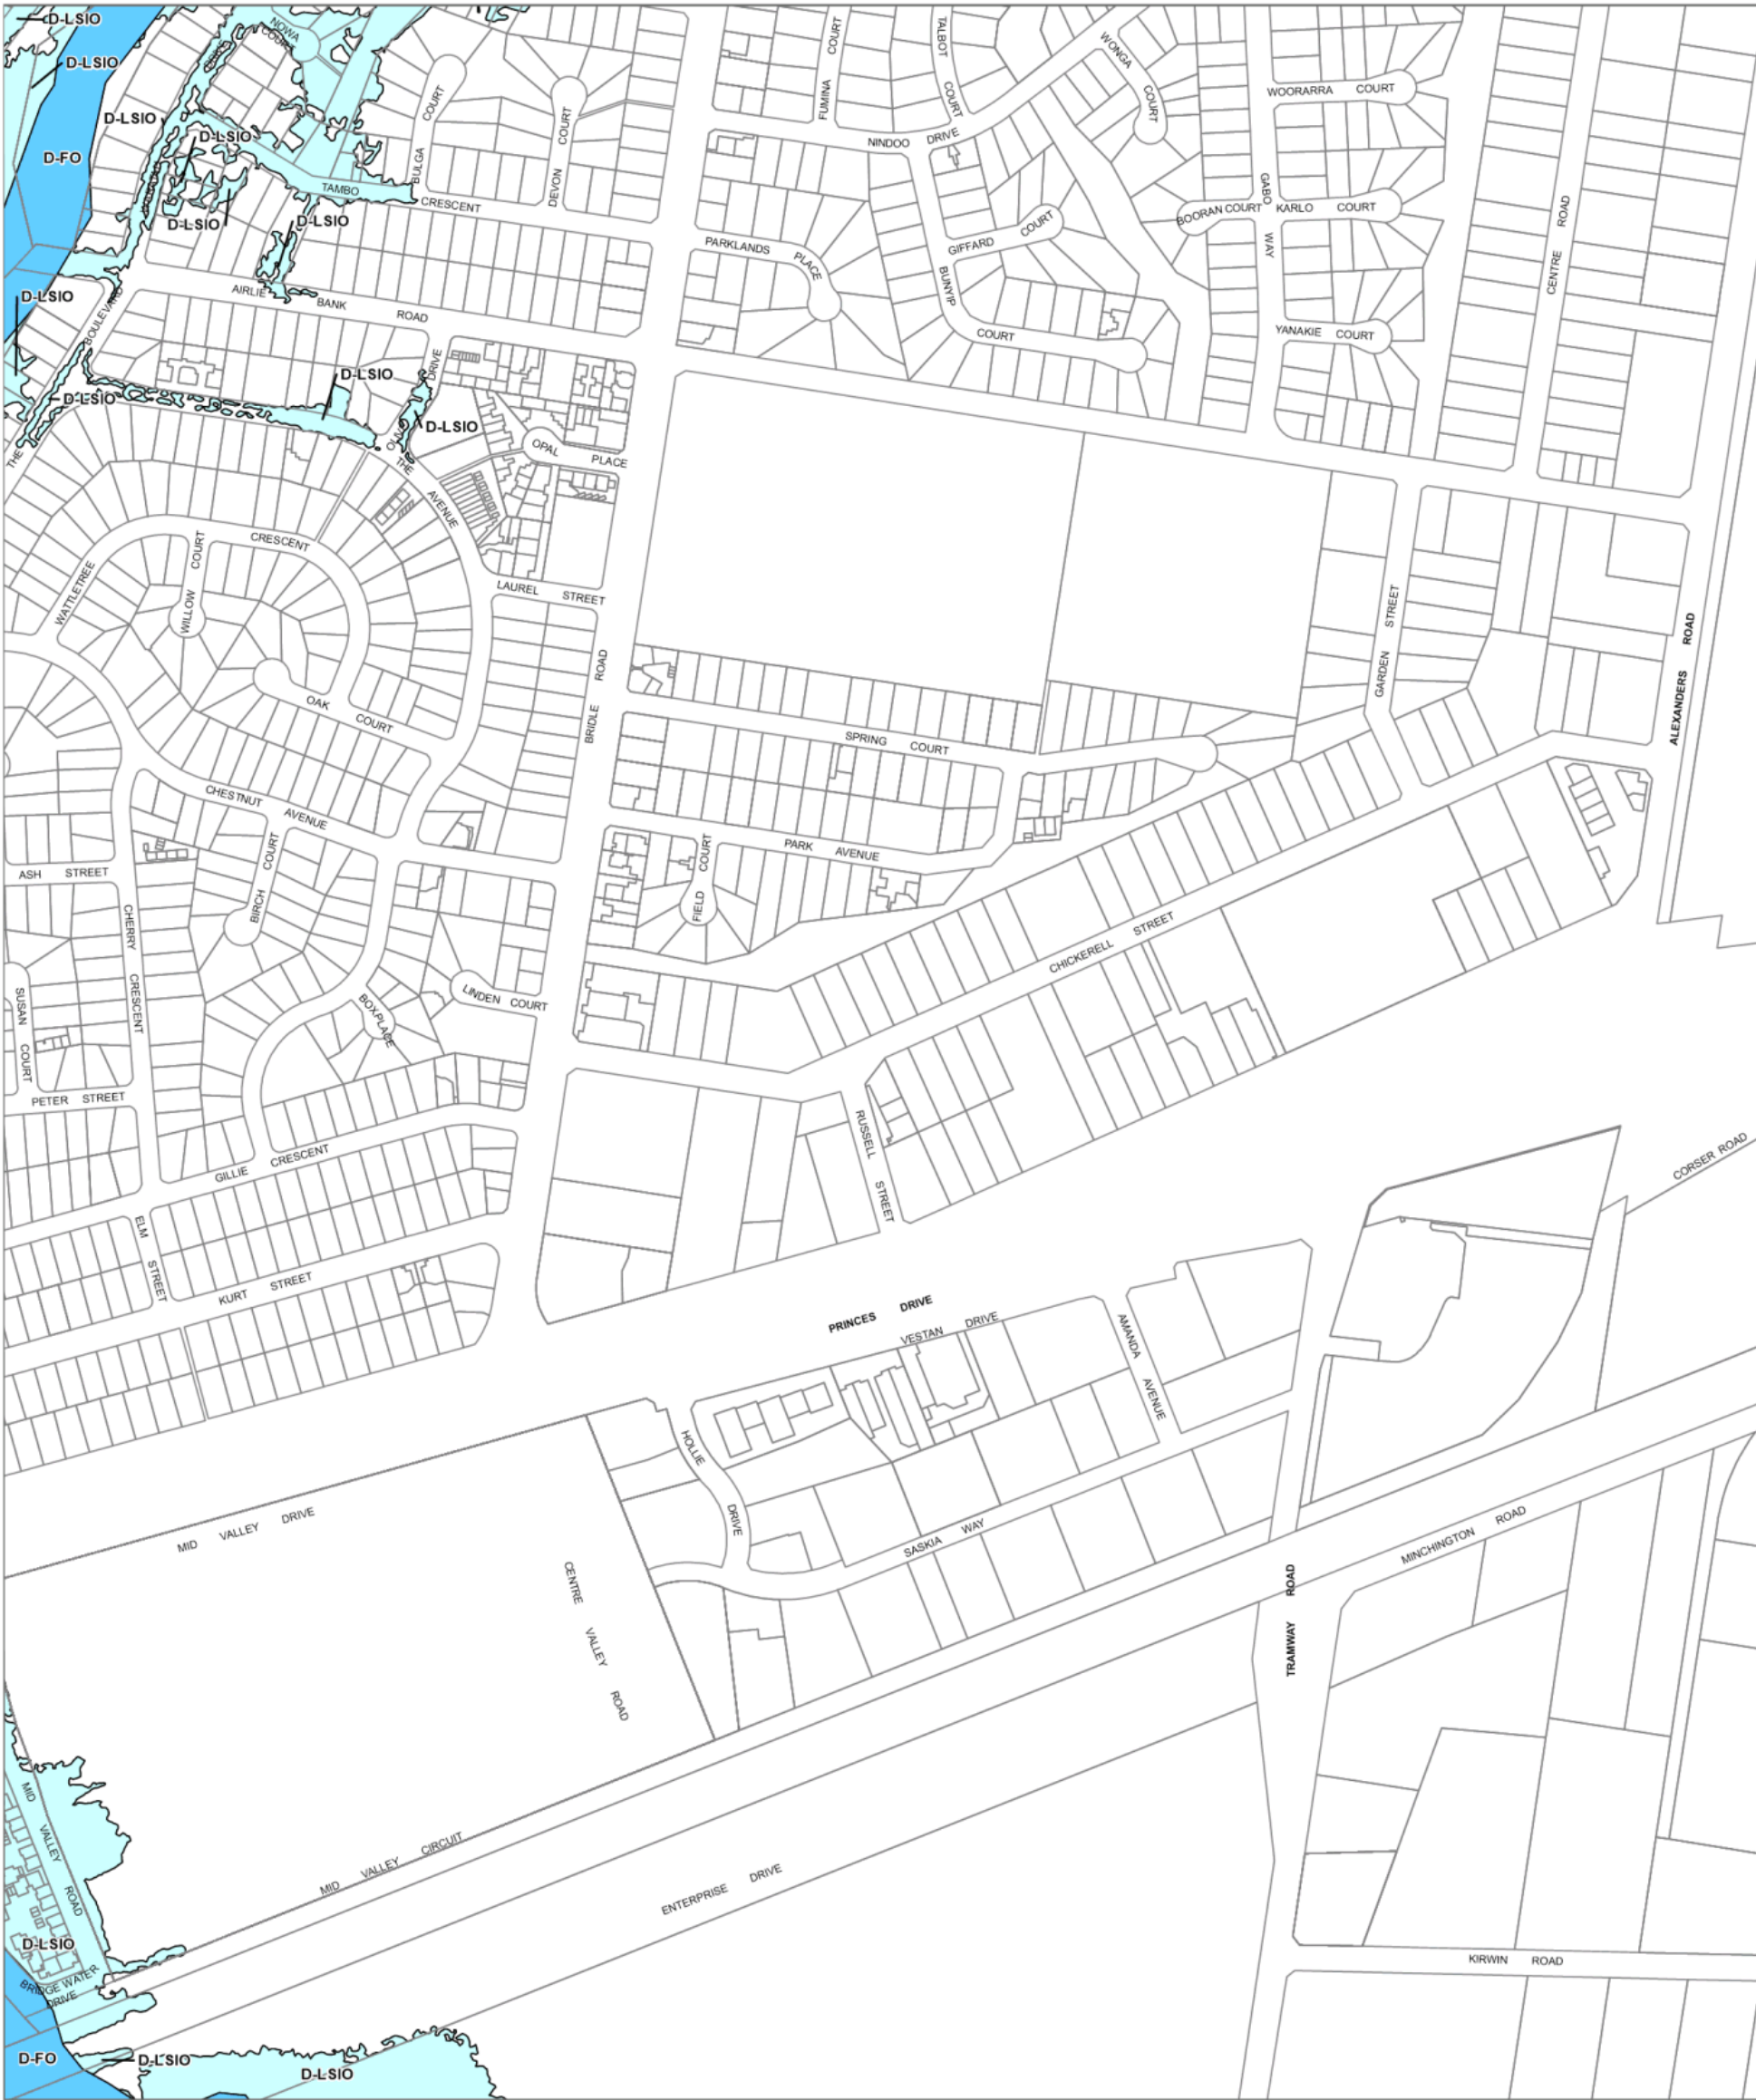 D-LSIO
D-LSIO
D-LSIO
D-LSIO
D-FO
D-LSIO
D-LSIO
D-LSIO
D-LSIO
D-LSIO
D-LSIO
NOWA
COURT
BULGA COURT
DEVON COURT
TAMBO CRESCENT
AIRLIE BANK ROAD
THE BOULEVARD
OLIVE DRIVE
THE AVENUE
OPAL PLACE
FUMINA COURT
TALBOT COURT
NINDOO DRIVE
WONGA COURT
WOORARRA COURT
GABO WAY
BOORAN COURT
KARLO COURT
YANAKIE COURT
CENTRE ROAD
PARKLANDS PLACE
GIFFARD COURT
BUNYIP COURT
WATTLETREE CRESCENT
WILLOW COURT
LAUREL STREET
OAK COURT
BRIDLE ROAD
GARDEN STREET
ALEXANDERS ROAD
SPRING COURT
CHESTNUT AVENUE
PARK AVENUE
FIELD COURT
BIRCH COURT
ASH STREET
CHERRY CRESCENT
CHICKERELL STREET
SUSAN COURT
LINDEN COURT
BOX PLACE
PETER STREET
RUSSELL STREET
GILLIE CRESCENT
CORSER ROAD
ELM STREET
KURT STREET
PRINCES DRIVE
VESTAN DRIVE
AMANDA AVENUE
HOLLIE DRIVE
MID VALLEY DRIVE
SASKIA WAY
MINCHINGTON ROAD
CENTRE VALLEY ROAD
TRAMWAY ROAD
MID VALLEY ROAD
MID VALLEY CIRCUIT
ENTERPRISE DRIVE
D-LSIO
KIRWIN ROAD
BRIDGE WATER
DRIVE
D-FO
D-LSIO
D-LSIO